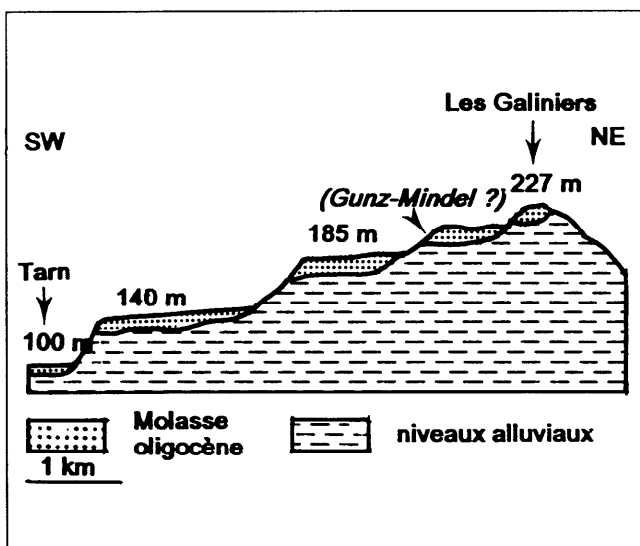 Les Galiniers
SW
NE
227 m
(Gunz-Mindel ?)
185 m
Tarn
140 m
100 m
Molasse
oligocène
niveaux alluviaux
1 km